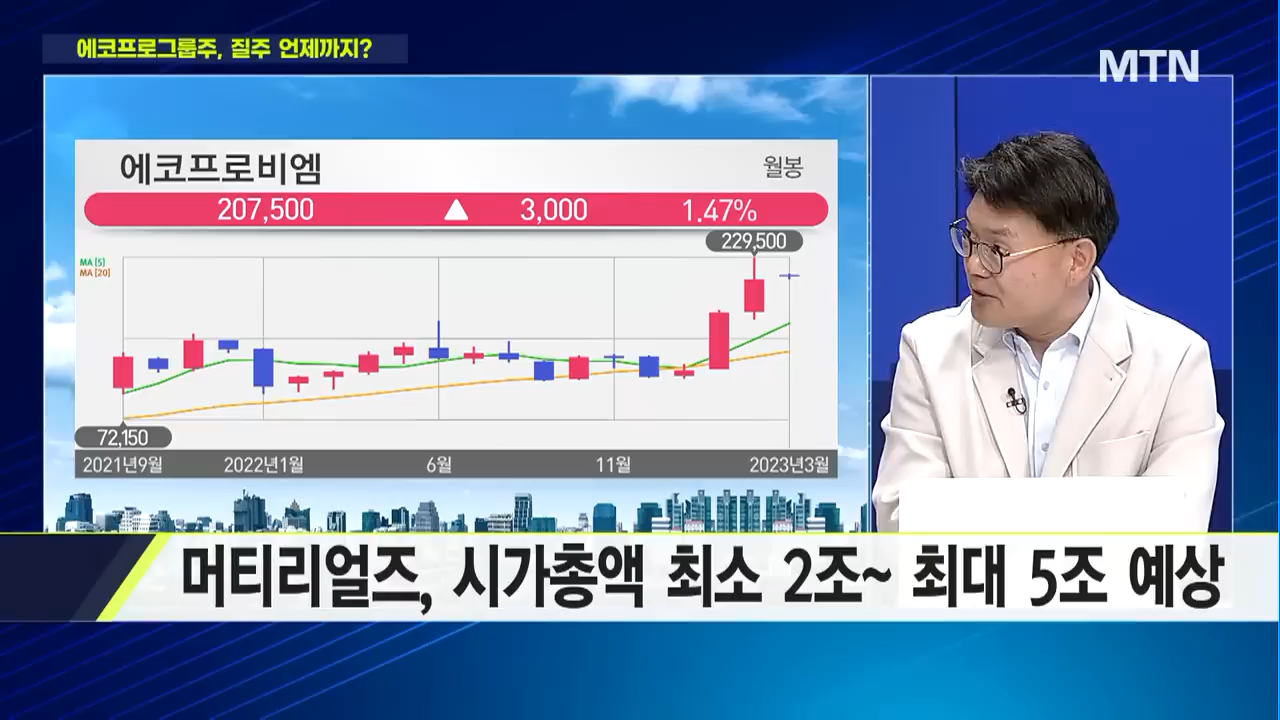 에코프로그룹주, 질주 언제까지?
MTN
에코프로비엠
월봉
207,500 ▲ 3,000 1.47%
229,500
MA [5]
MA [20]
72,150
2021년9월 2022년1월 6월 11월 2023년3월
머티리얼즈, 시가총액 최소 2조~ 최대 5조 예상